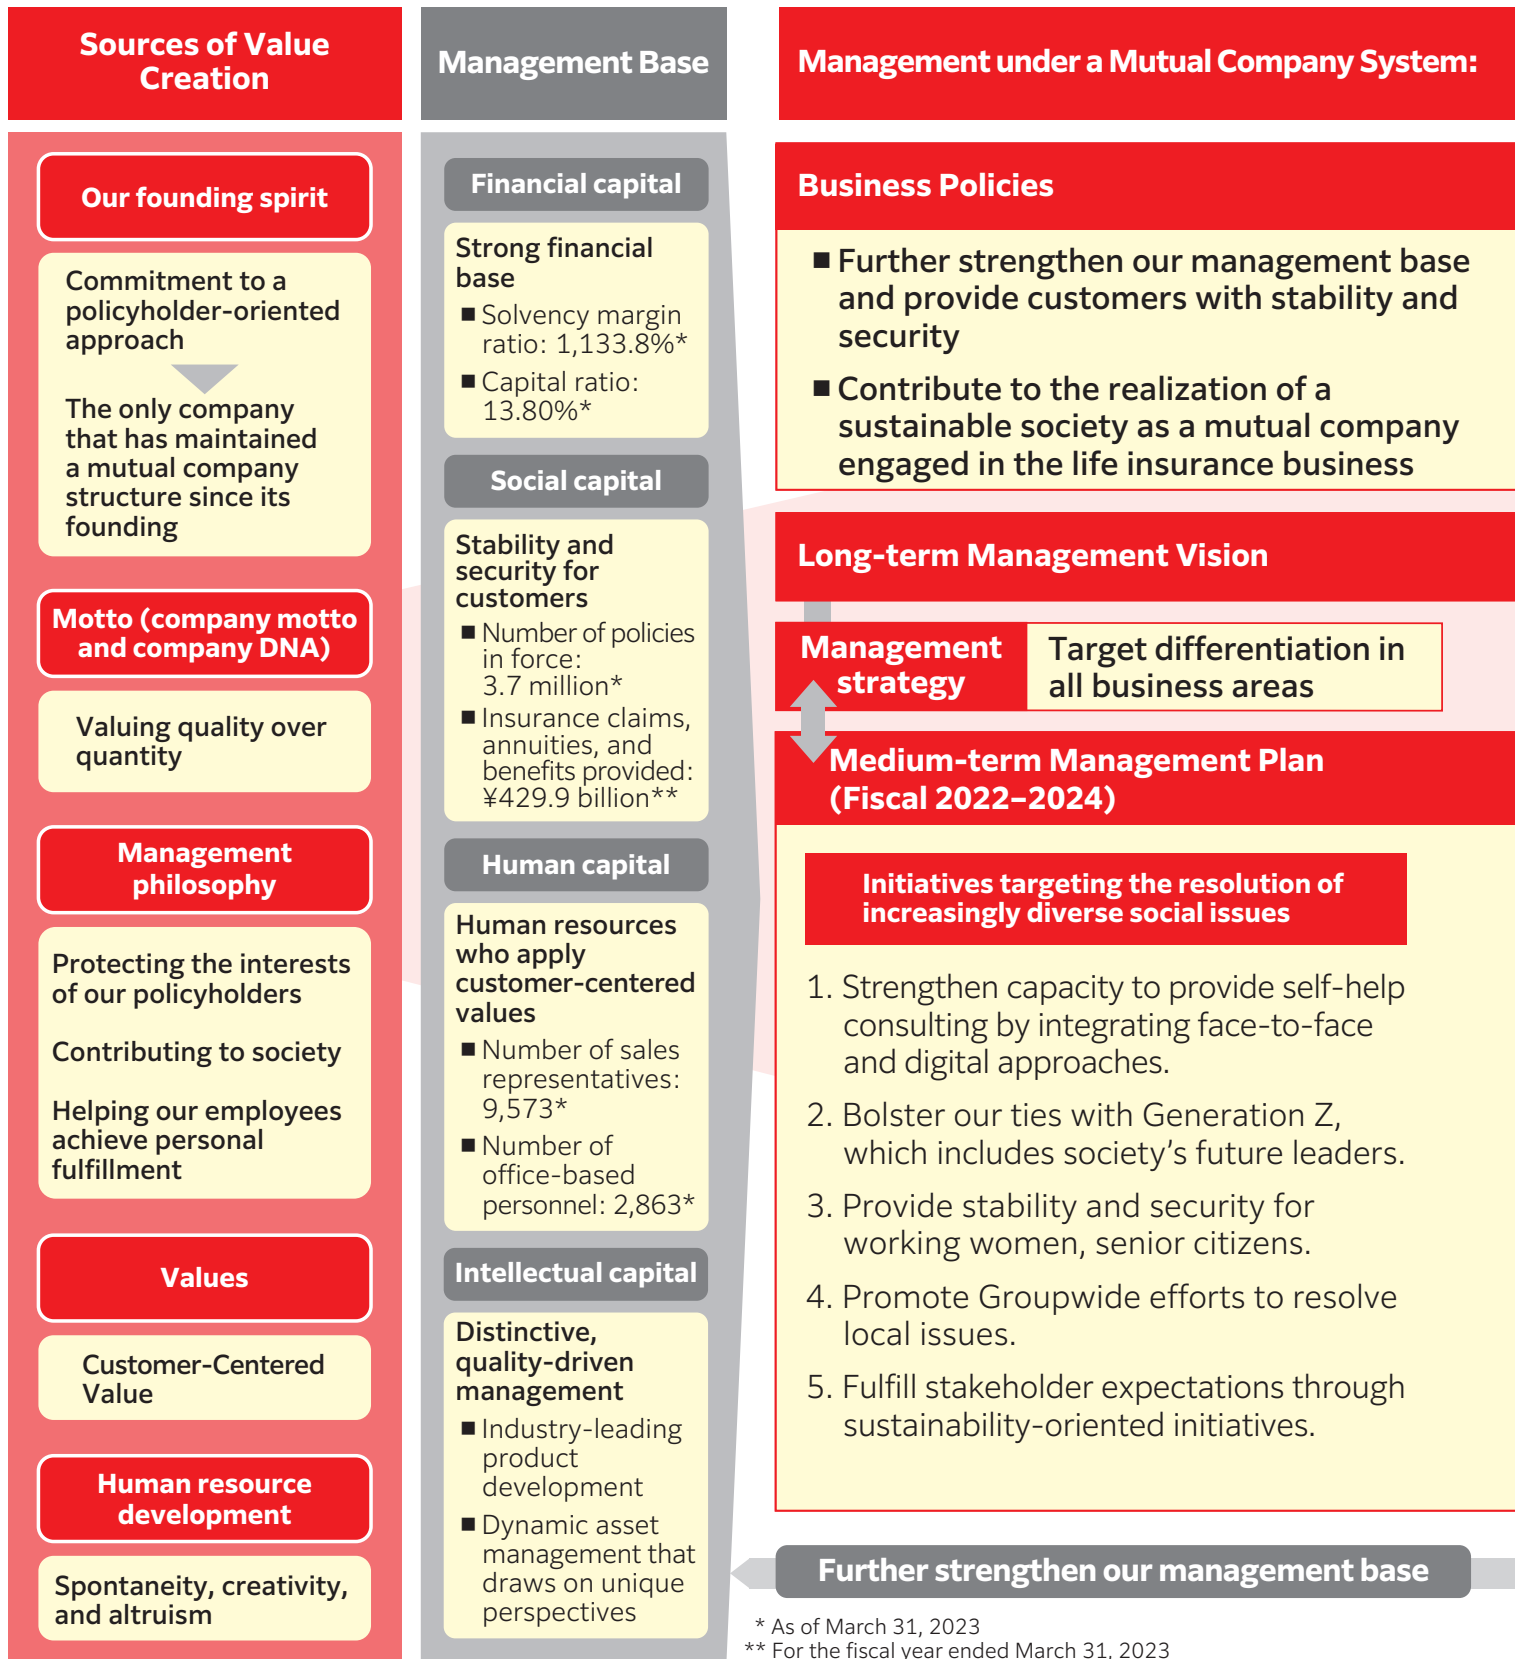 Sources of Value
Creation
Our founding spirit
Commitment to a
policyholder-oriented
approach
The only company
that has maintained
a mutual company
structure since its
founding
Motto (company motto
and company DNA)
Valuing quality over
quantity
Management
philosophy
Protecting the interests
of our policyholders
Contributing to society
Helping our employees
achieve personal
fulfillment
Values
Customer-Centered
Value
Human resource
development
Spontaneity, creativity,
and altruism
Management Base
Financial capital
Strong financial
base
■ Solvency margin
ratio: 1,133.8%*
■ Capital ratio:
13.80%*
Social capital
Stability and
security for
customers
■ Number of policies
in force:
3.7 million*
■ Insurance claims,
annuities, and
benefits provided:
¥429.9 billion**
Human capital
Human resources
who apply
customer-centered
values
■ Number of sales
representatives:
9,573*
■ Number of
office-based
personnel: 2,863*
Intellectual capital
Distinctive,
quality-driven
management
■ Industry-leading
product
development
■ Dynamic asset
management that
draws on unique
perspectives
Management under a Mutual Company System:
Business Policies
■ Further strengthen our management base
and provide customers with stability and
security
■ Contribute to the realization of a
sustainable society as a mutual company
engaged in the life insurance business
Long-term Management Vision
Management
strategy
Target differentiation in
all business areas
Medium-term Management Plan
(Fiscal 2022–2024)
Initiatives targeting the resolution of
increasingly diverse social issues
1. Strengthen capacity to provide self-help
consulting by integrating face-to-face
and digital approaches.
2. Bolster our ties with Generation Z,
which includes society's future leaders.
3. Provide stability and security for
working women, senior citizens.
4. Promote Groupwide efforts to resolve
local issues.
5. Fulfill stakeholder expectations through
sustainability-oriented initiatives.
Further strengthen our management base
* As of March 31, 2023
** For the fiscal year ended March 31, 2023